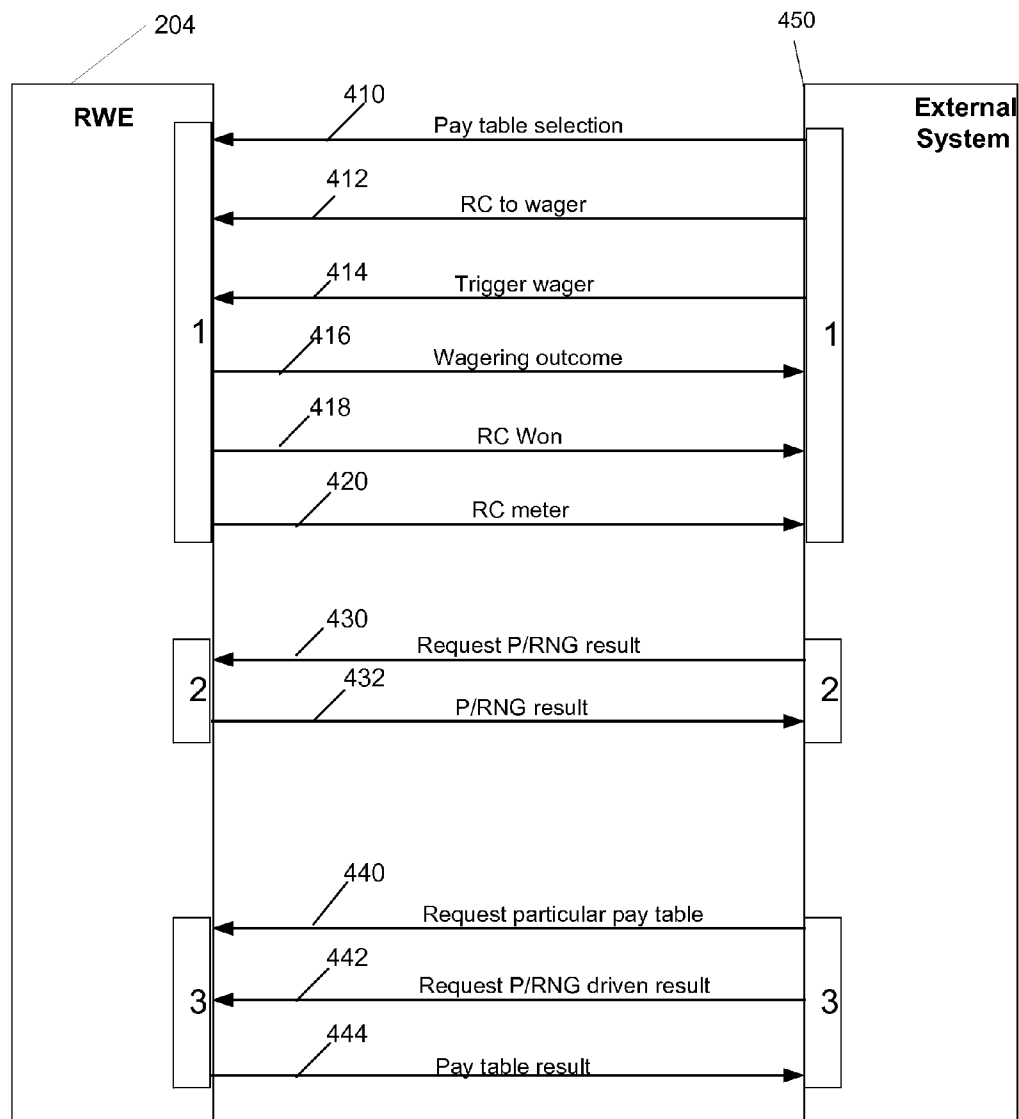 204
450
RWE
External
System
410
Pay table selection
412
RC to wager
414
Trigger wager
1
1
416
Wagering outcome
418
RC Won
420
RC meter
430
Request P/RNG result
2
2
432
P/RNG result
440
Request particular pay table
442
Request P/RNG driven result
3
3
444
Pay table result